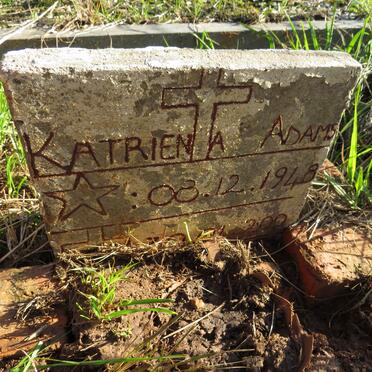 KATRIENA ADAMS
08.12.1948